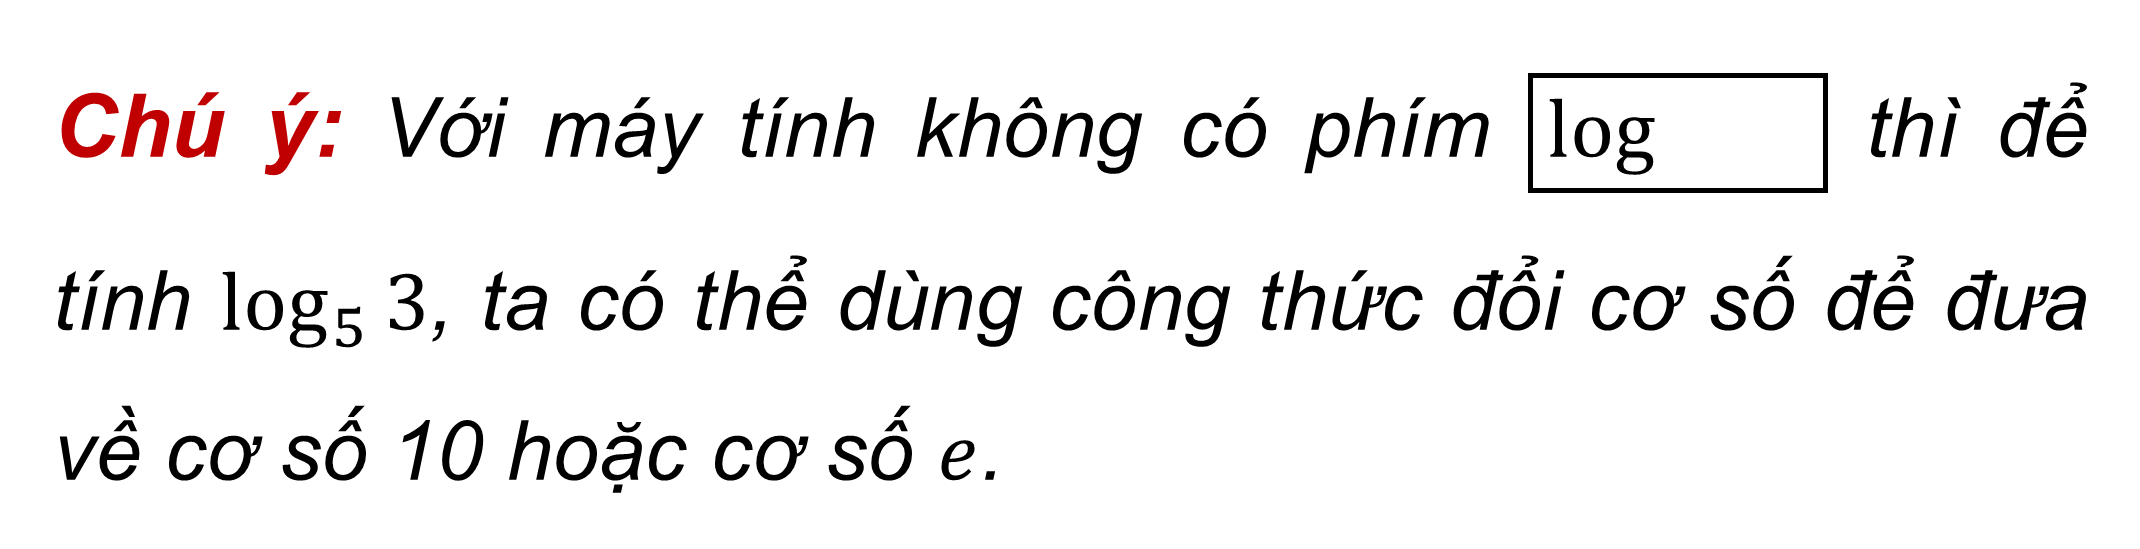 Chú ý: Với máy tính không có phím log thì để
tính log₅ 3, ta có thể dùng công thức đổi cơ số để đưa
về cơ số 10 hoặc cơ số e.